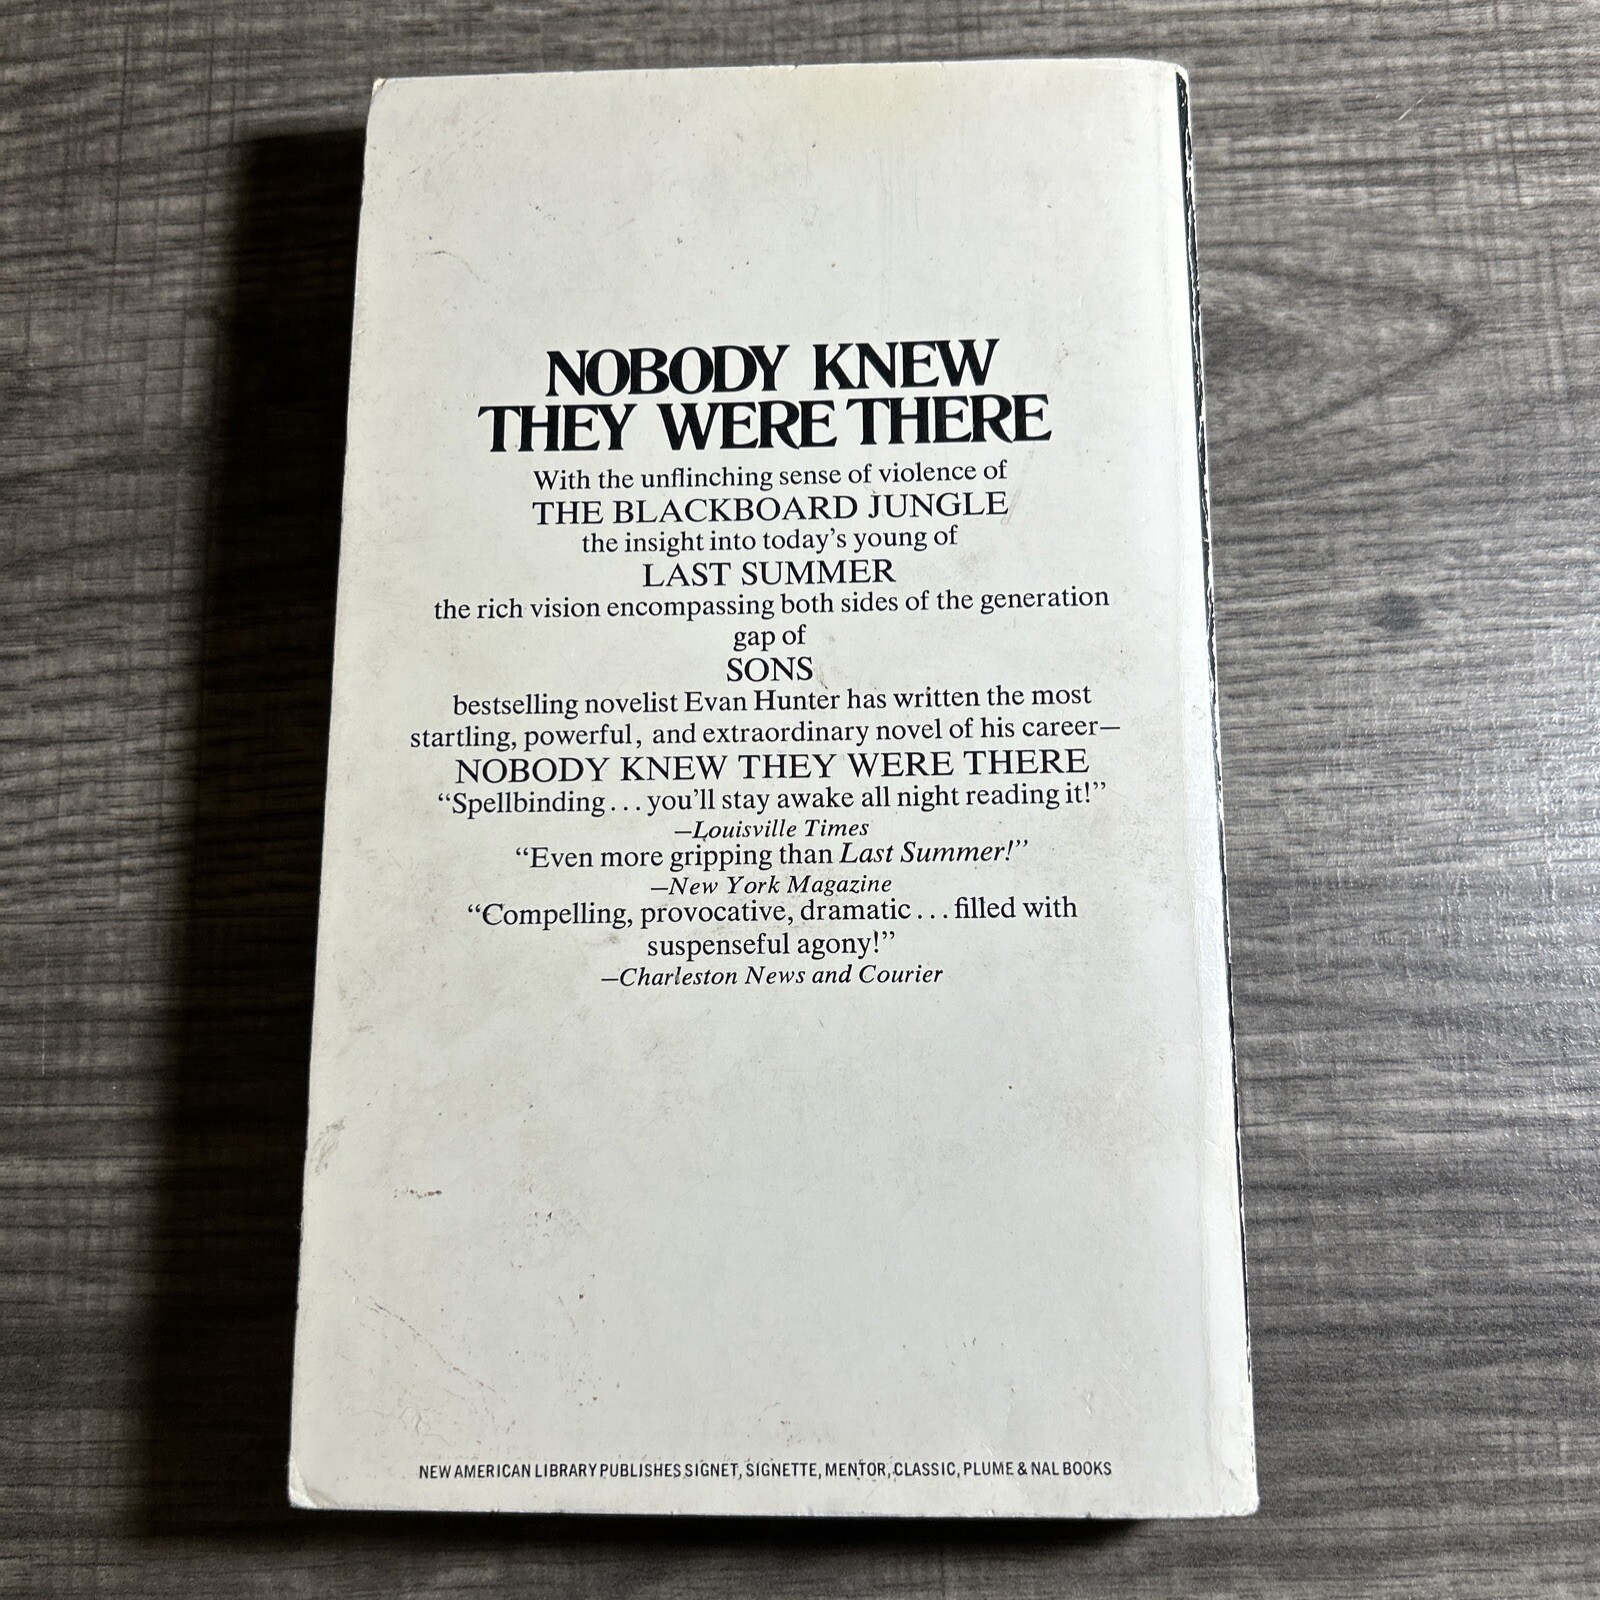 NOBODY KNEW
THEY WERE THERE
With the unflinching sense of violence of
THE BLACKBOARD JUNGLE
the insight into today's young of
LAST SUMMER
the rich vision encompassing both sides of the generation
gap of
SONS
bestselling novelist Evan Hunter has written the most
startling, powerful, and extraordinary novel of his career—
NOBODY KNEW THEY WERE THERE
“Spellbinding... you'll stay awake all night reading it!”
—Louisville Times
“Even more gripping than Last Summer!”
—New York Magazine
“Compelling, provocative, dramatic... filled with
suspenseful agony!”
—Charleston News and Courier
NEW AMERICAN LIBRARY PUBLISHES SIGNET, SIGNETTE, MENTOR, CLASSIC, PLUME & NAL BOOKS